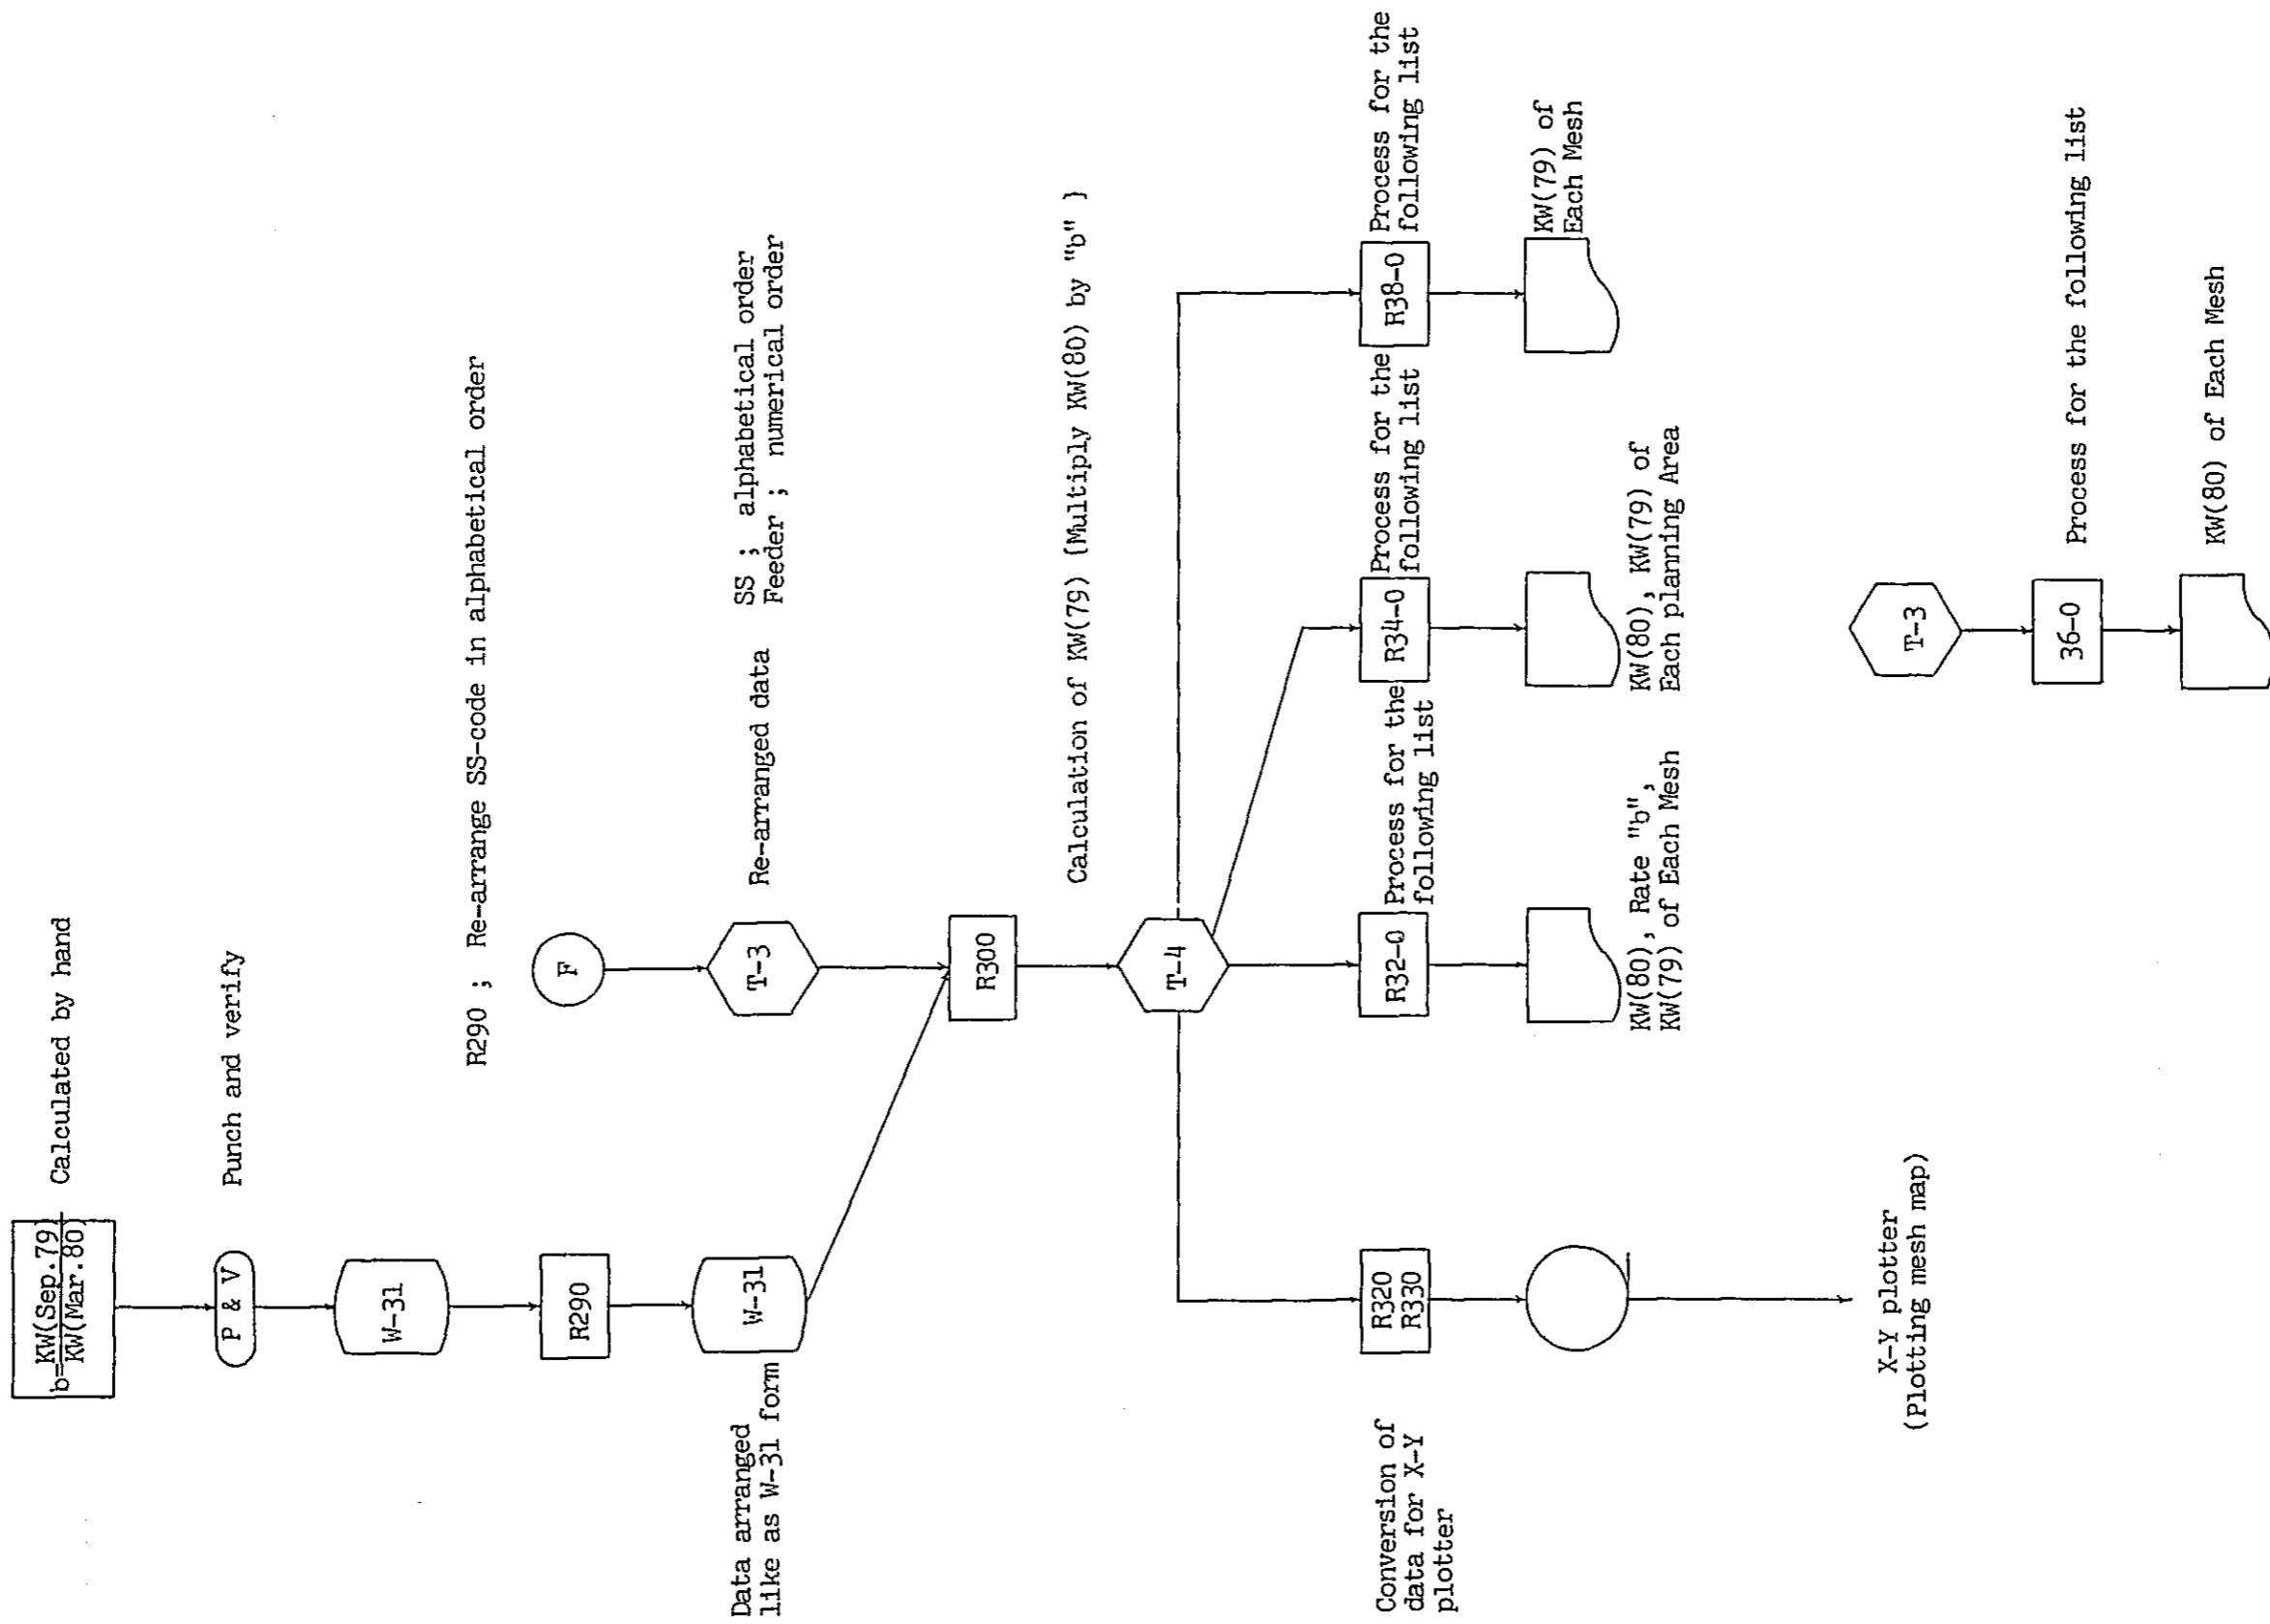 b=KW(Sep.79)
KW(Mar.80)
Calculated by hand
P & V
Punch and verify
W-31
R290
R290 ; Re-arrange SS-code in alphabetical order
W-31
Data arranged
like as W-31 form
F
T-3
Re-arranged data
SS ; alphabetical order
Feeder ; numerical order
R300
Calculation of KW(79) {Multiply KW(80) by "b" }
T-4
Conversion of
data for X-Y
plotter
R320
R330
X-Y plotter
(Plotting mesh map)
R32-0
Process for the
following list
KW(80), Rate "b",
KW(79) of Each Mesh
R34-0
Process for the
following list
KW(80), KW(79) of
Each planning Area
R38-0
Process for the
following list
KW(79) of
Each Mesh
T-3
36-0
Process for the following list
KW(80) of Each Mesh